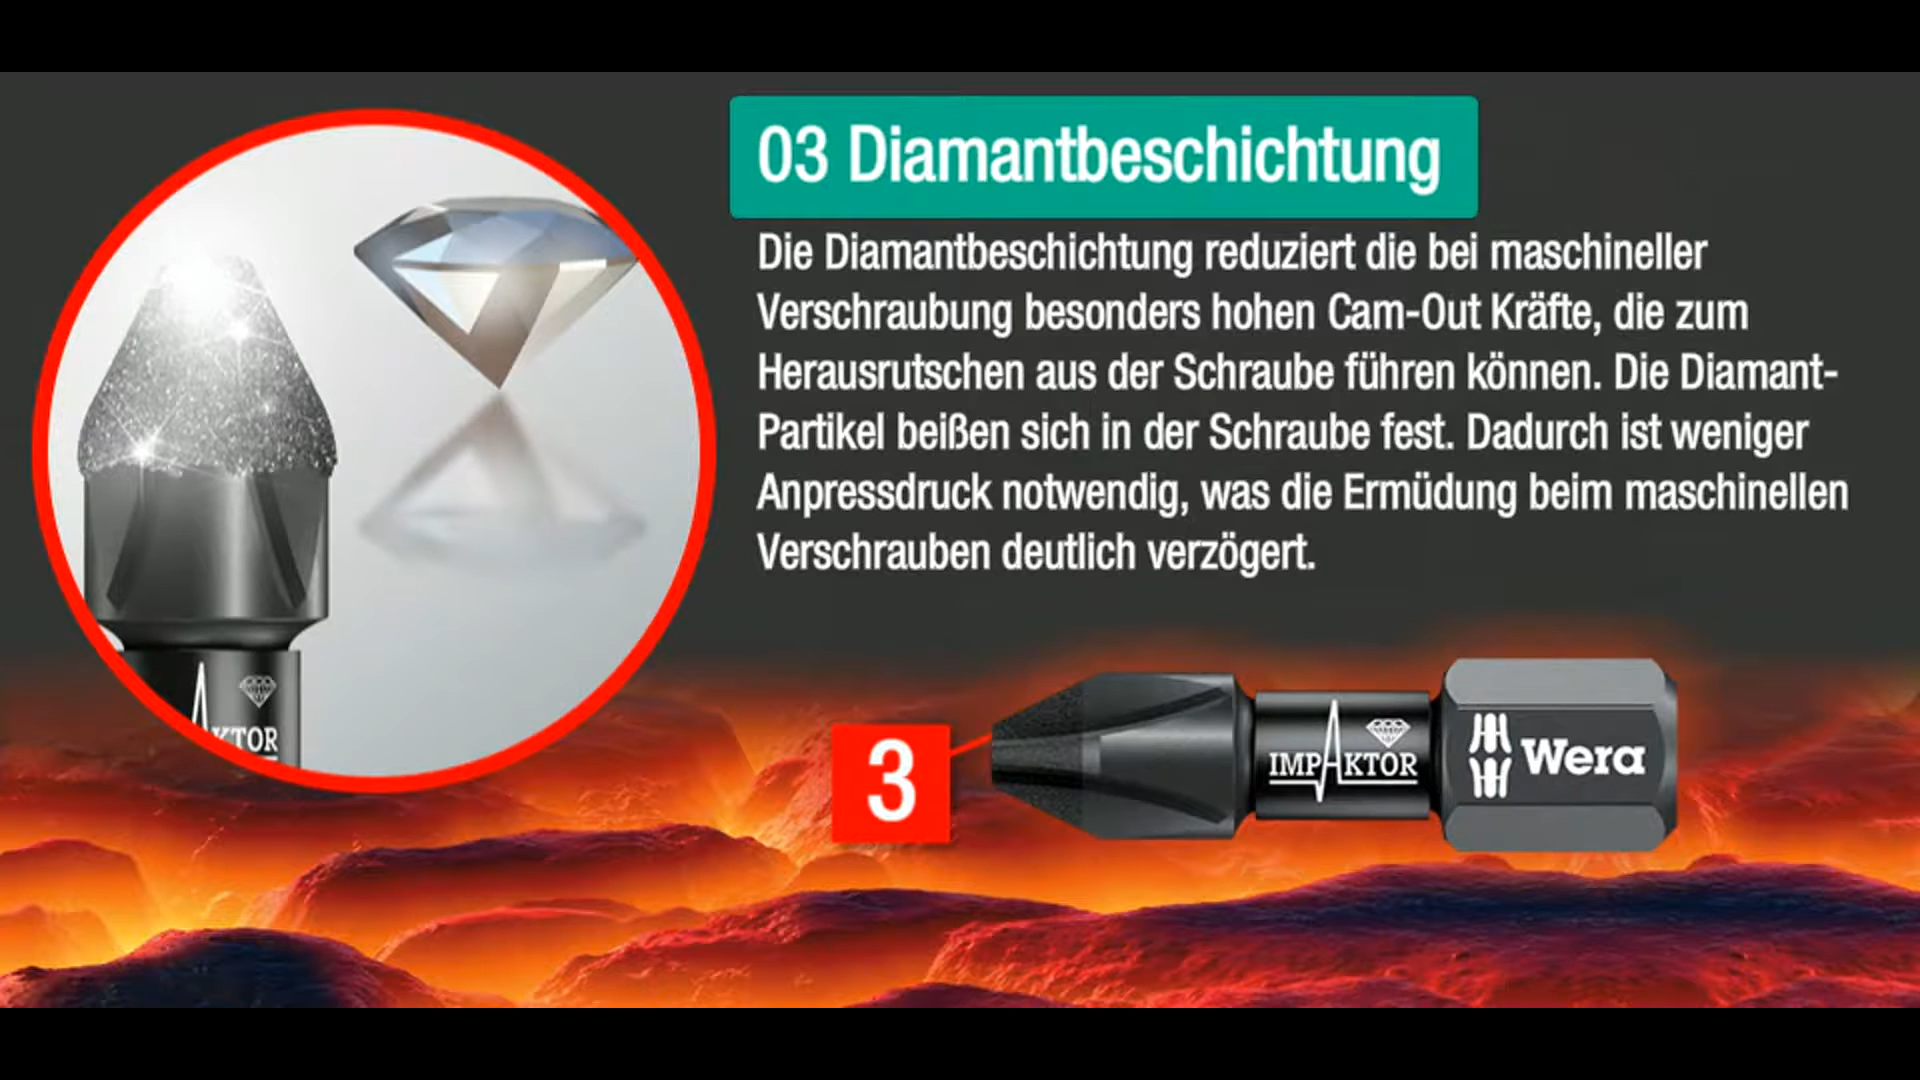 03 Diamantbeschichtung
Die Diamantbeschichtung reduziert die bei maschineller
Verschraubung besonders hohen Cam-Out Kräfte, die zum
Herausrutschen aus der Schraube führen können. Die Diamant-
Partikel beißen sich in der Schraube fest. Dadurch ist weniger
Anpressdruck notwendig, was die Ermüdung beim maschinellen
Verschrauben deutlich verzögert.
KTOR
3
IMPAKTOR
Wera